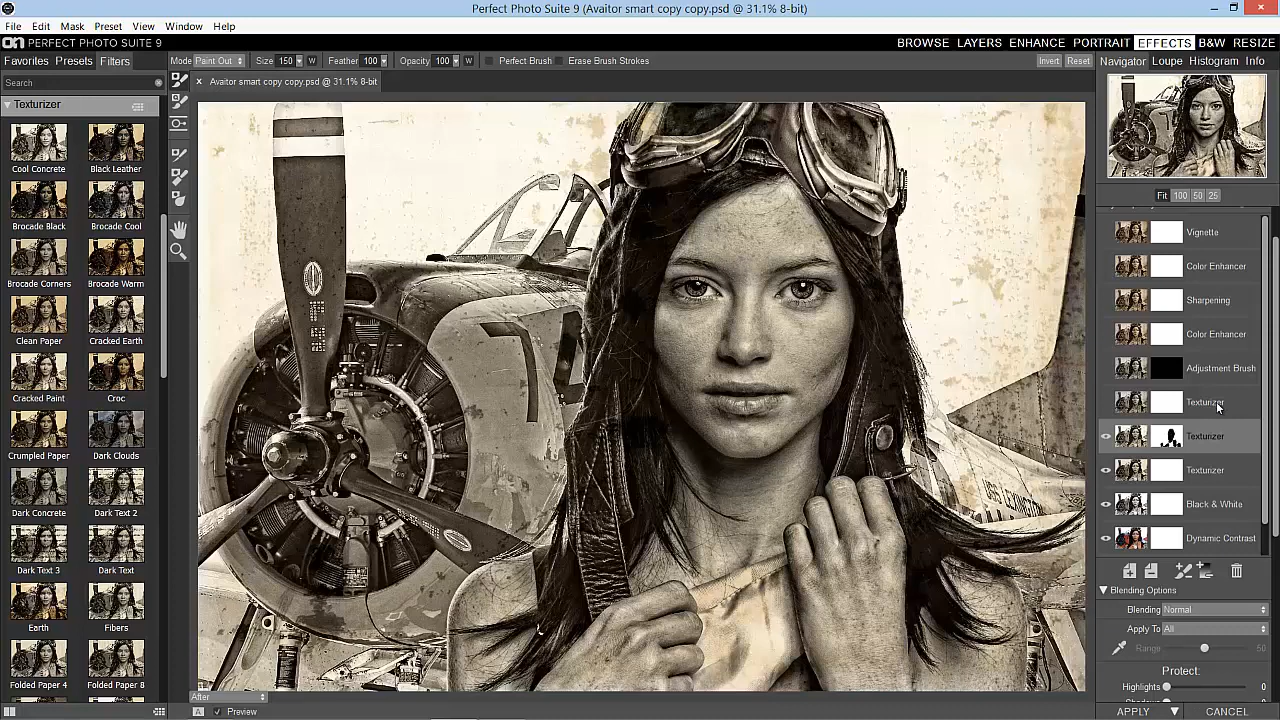 Perfect Photo Suite 9 (Avaitor smart copy copy.psd @ 31.1% 8-bit)
File Edit Mask Preset View Window Help
on PERFECT PHOTO SUITE 9
BROWSE LAYERS ENHANCE PORTRAIT EFFECTS B&W RESIZE
Favorites Presets Filters
Mode Paint Out Size 150 W Feather 100 Opacity 100 W Perfect Brush Erase Brush Strokes Invert Reset
Navigator Loupe Histogram Info
Search
× Avaitor smart copy copy.psd @ 31.1% 8-bit
Texturizer
Cool Concrete Black Leather
Brocade Black Brocade Cool
Brocade Corners Brocade Warm
Clean Paper Cracked Earth
Cracked Paint Croc
Crumpled Paper Dark Clouds
Dark Concrete Dark Text 2
Dark Text 3 Dark Text
Earth Fibers
Folded Paper 4 Folded Paper 8
74
USS LEXINGTON
Fit 100 50 25
Vignette
Color Enhancer
Sharpening
Color Enhancer
Adjustment Brush
Texturizer
Texturizer
Texturizer
Black & White
Dynamic Contrast
Blending Options
Blending Normal
Apply To All
Range 50
Protect:
Highlights 0
After
A Preview
APPLY CANCEL